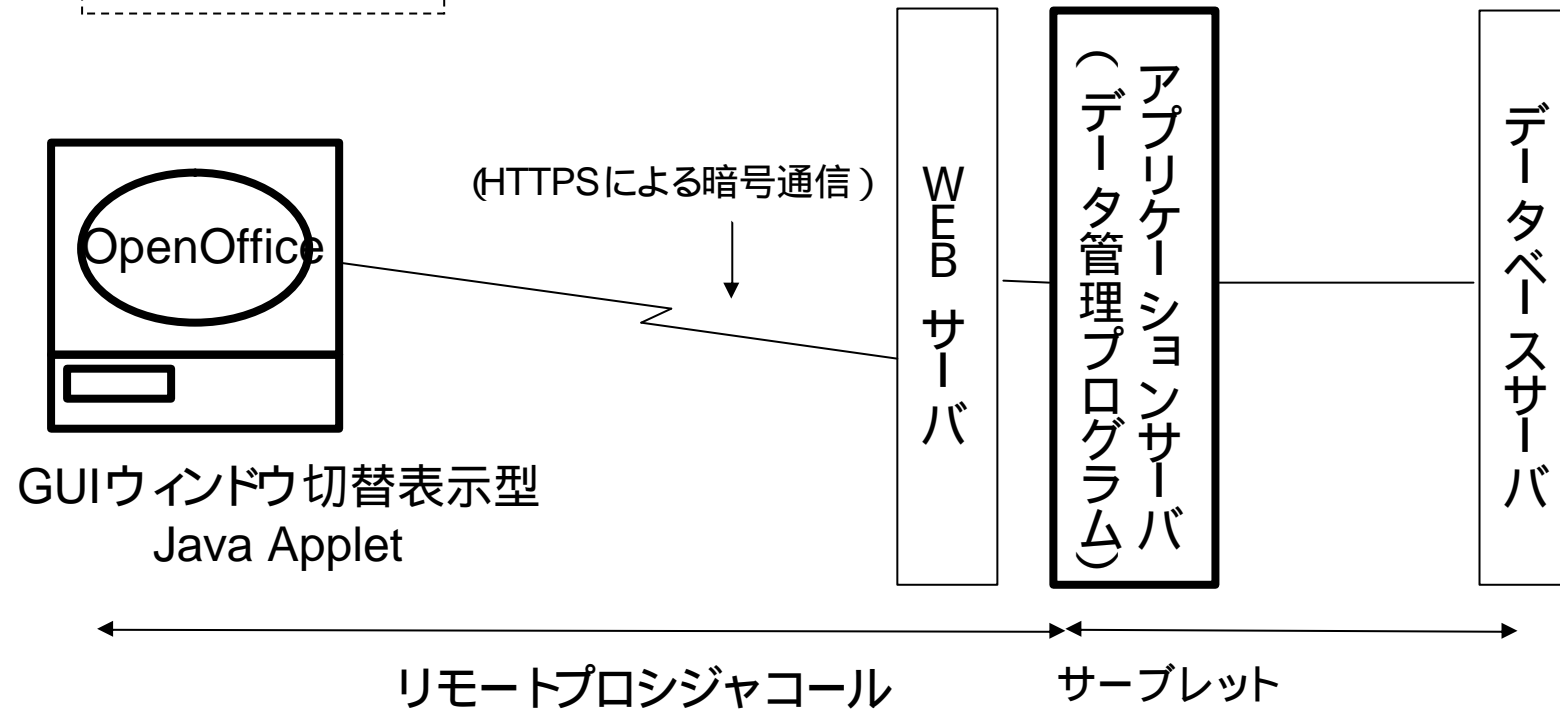 OpenOffice
GUIウィンドウ切替表示型
Java Applet
(HTTPSによる暗号通信)
WEBサーバ
アプリケーションサーバ
(データ管理プログラム)
データベースサーバ
リモートプロシジャコール
サーブレット